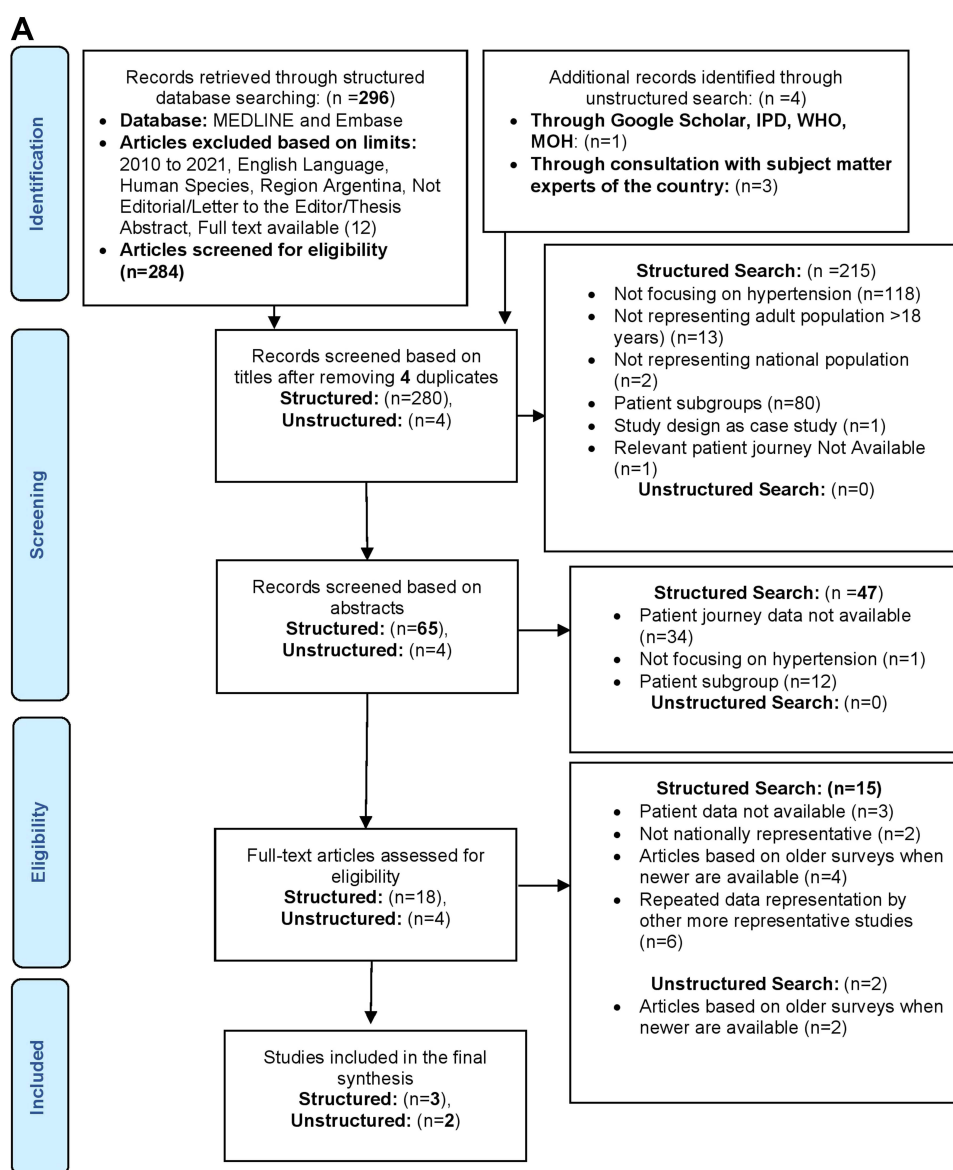 A
Identification
Records retrieved through structured
database searching: (n =296)
• Database: MEDLINE and Embase
• Articles excluded based on limits:
2010 to 2021, English Language,
Human Species, Region Argentina, Not
Editorial/Letter to the Editor/Thesis
Abstract, Full text available (12)
• Articles screened for eligibility
(n=284)
Additional records identified through
unstructured search: (n =4)
• Through Google Scholar, IPD, WHO,
MOH: (n=1)
• Through consultation with subject matter
experts of the country: (n=3)
Screening
Records screened based on
titles after removing 4 duplicates
Structured: (n=280),
Unstructured: (n=4)
Structured Search: (n =215)
• Not focusing on hypertension (n=118)
• Not representing adult population >18
years) (n=13)
• Not representing national population
(n=2)
• Patient subgroups (n=80)
• Study design as case study (n=1)
• Relevant patient journey Not Available
(n=1)
Unstructured Search: (n=0)
Records screened based on
abstracts
Structured: (n=65),
Unstructured: (n=4)
Structured Search: (n =47)
• Patient journey data not available
(n=34)
• Not focusing on hypertension (n=1)
• Patient subgroup (n=12)
Unstructured Search: (n=0)
Eligibility
Full-text articles assessed for
eligibility
Structured: (n=18),
Unstructured: (n=4)
Structured Search: (n=15)
• Patient data not available (n=3)
• Not nationally representative (n=2)
• Articles based on older surveys when
newer are available (n=4)
• Repeated data representation by
other more representative studies
(n=6)
Unstructured Search: (n=2)
• Articles based on older surveys when
newer are available (n=2)
Included
Studies included in the final
synthesis
Structured: (n=3),
Unstructured: (n=2)